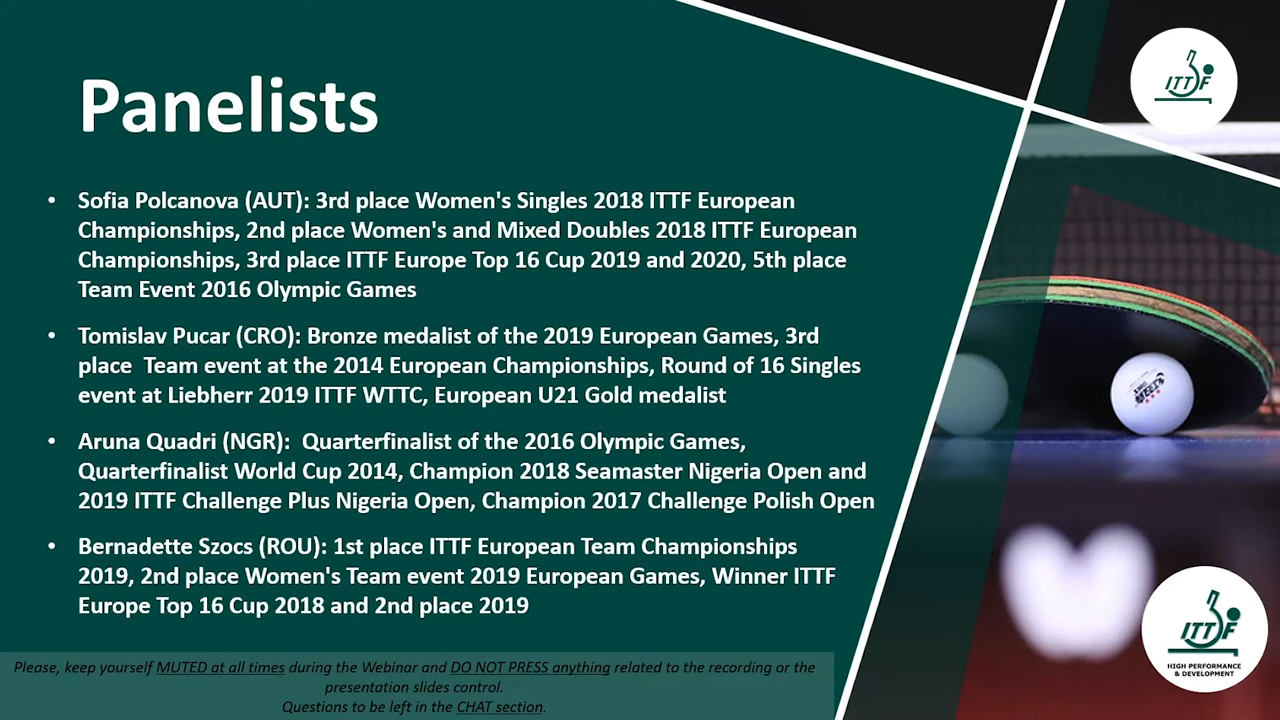 Panelists
• Sofia Polcanova (AUT): 3rd place Women's Singles 2018 ITTF European
Championships, 2nd place Women's and Mixed Doubles 2018 ITTF European
Championships, 3rd place ITTF Europe Top 16 Cup 2019 and 2020, 5th place
Team Event 2016 Olympic Games
• Tomislav Pucar (CRO): Bronze medalist of the 2019 European Games, 3rd
place  Team event at the 2014 European Championships, Round of 16 Singles
event at Liebherr 2019 ITTF WTTC, European U21 Gold medalist
• Aruna Quadri (NGR):  Quarterfinalist of the 2016 Olympic Games,
Quarterfinalist World Cup 2014, Champion 2018 Seamaster Nigeria Open and
2019 ITTF Challenge Plus Nigeria Open, Champion 2017 Challenge Polish Open
• Bernadette Szocs (ROU): 1st place ITTF European Team Championships
2019, 2nd place Women's Team event 2019 European Games, Winner ITTF
Europe Top 16 Cup 2018 and 2nd place 2019
Please, keep yourself MUTED at all times during the Webinar and DO NOT PRESS anything related to the recording or the
presentation slides control.
Questions to be left in the CHAT section.
ITTF
ITTF
HIGH PERFORMANCE
& DEVELOPMENT